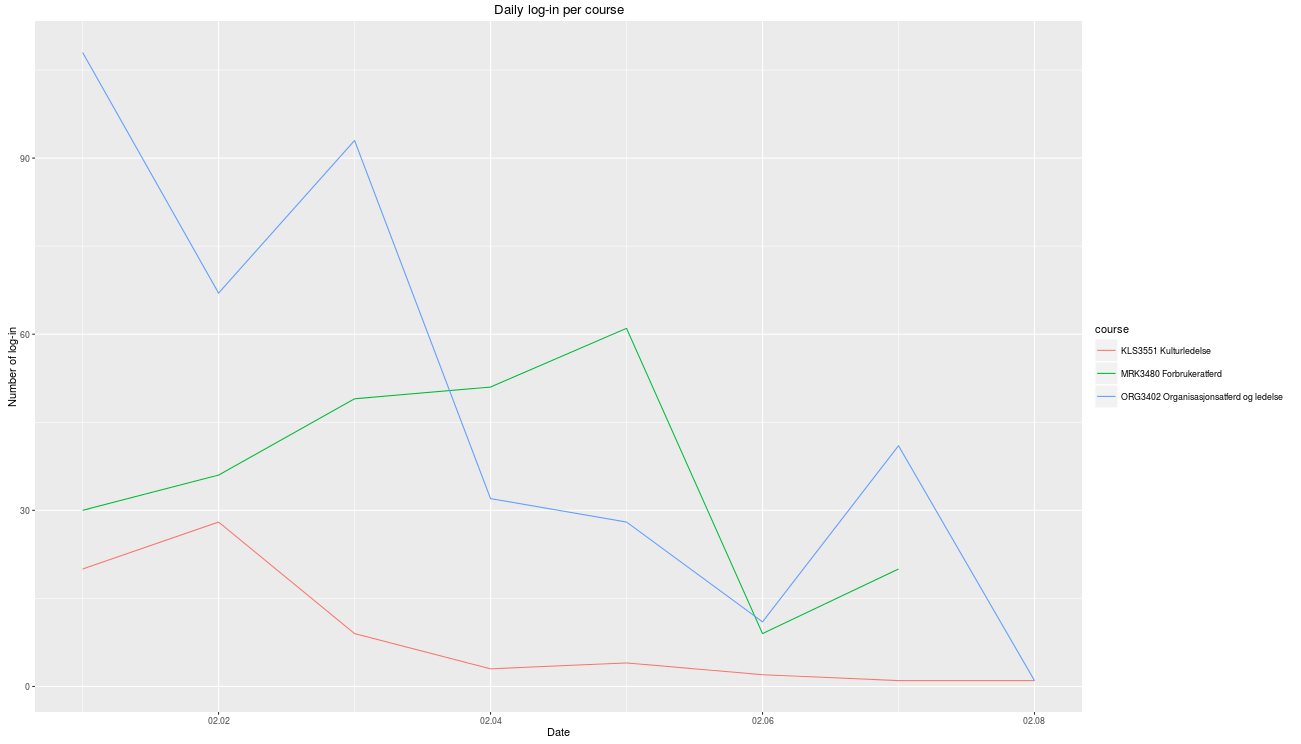 Daily log-in per course
Number of log-in
90
60
30
0
02.02
02.04
02.06
02.08
Date
course
KLS3551 Kulturledelse
MRK3480 Forbrukeratferd
ORG3402 Organisasjonsatferd og ledelse